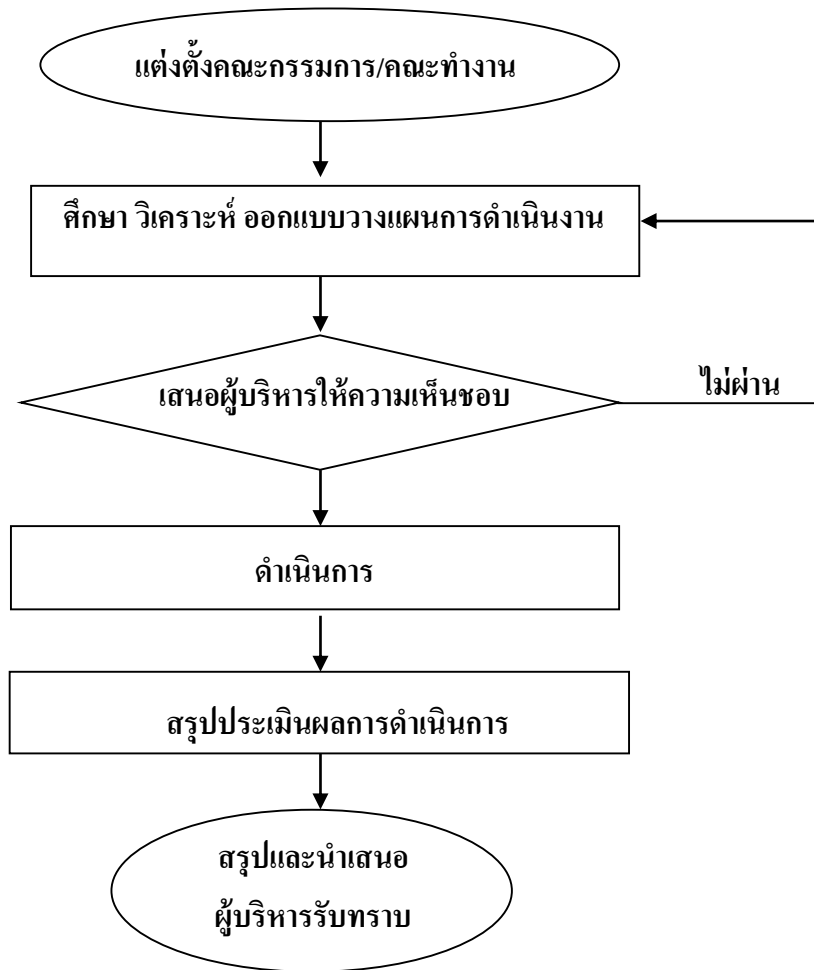 แต่งตั้งคณะกรรมการ/คณะทำงาน
ศึกษา วิเคราะห์ ออกแบบวางแผนการดำเนินงาน
เสนอผู้บริหารให้ความเห็นชอบ
ไม่ผ่าน
ดำเนินการ
สรุปประเมินผลการดำเนินการ
สรุปและนำเสนอ
ผู้บริหารรับทราบ